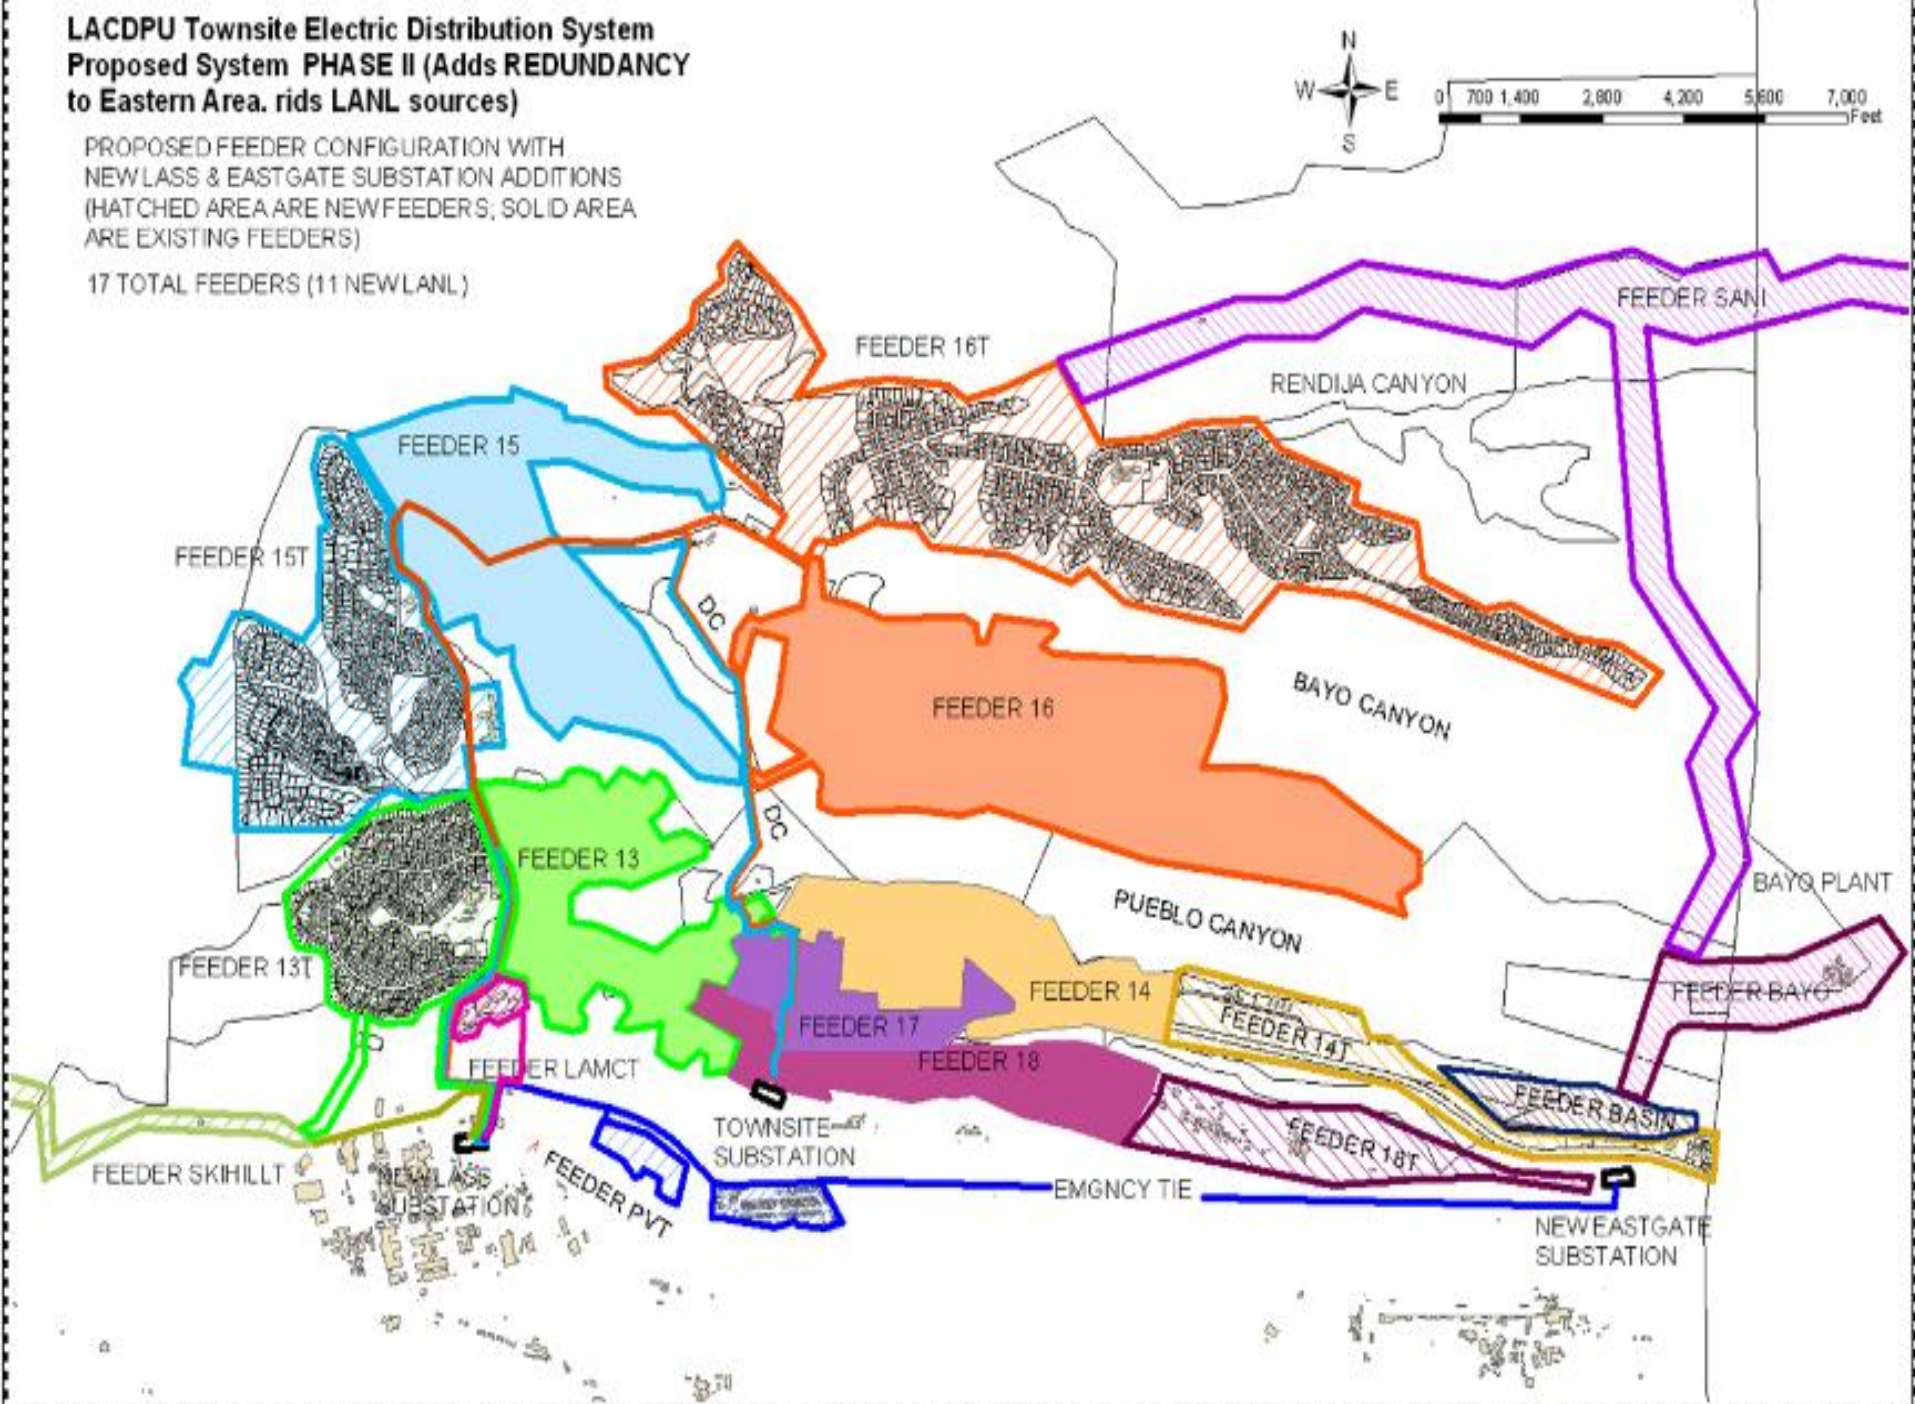 LACDPU Townsite Electric Distribution System
Proposed System PHASE II (Adds REDUNDANCY
to Eastern Area. rids LANL sources)
PROPOSED FEEDER CONFIGURATION WITH
NEW LASS & EASTGATE SUBSTATION ADDITIONS
(HATCHED AREA ARE NEW FEEDERS; SOLID AREA
ARE EXISTING FEEDERS)
17 TOTAL FEEDERS (11 NEW LANL)
N
W E
S
0 700 1,400 2,800 4,200 5,600 7,000
Feet
FEEDER SANI
FEEDER 16T
RENDIJA CANYON
FEEDER 15
FEEDER 15T
DC
BAYO CANYON
FEEDER 16
DC
FEEDER 13
BAYO PLANT
PUEBLO CANYON
FEEDER 13T
FEEDER 14
FEEDER BAYO
FEEDER 17
FEEDER 14T
FEEDER 18
FEEDER LAMCT
FEEDER BASIN
TOWNSITE
SUBSTATION
FEEDER 18T
FEEDER SKIHILLT
NEW LASS
SUBSTATION
FEEDER PVT
EMGNCY TIE
NEW EASTGATE
SUBSTATION